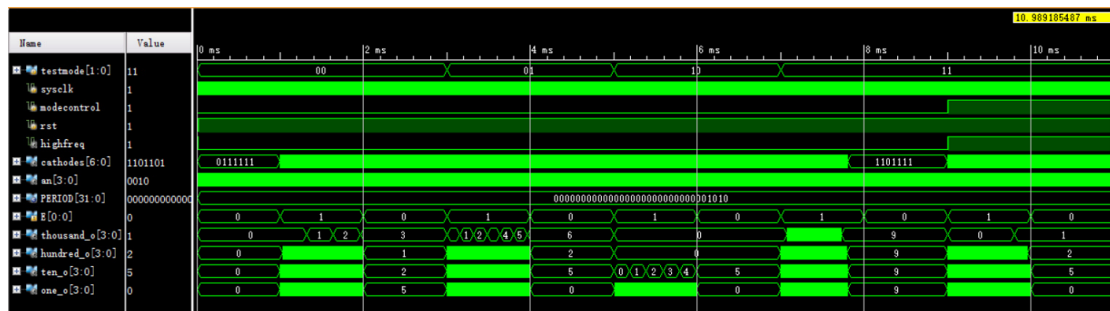 10.989185487 ms
Name Value 0 ms 2 ms 4 ms 6 ms 8 ms 10 ms
testmode[1:0] 11 00 01 10 11
sysclk 1
modecontrol 1
rst 1
highfreq 1
cathodes[6:0] 1101101 0111111 1101111
an[3:0] 0010
PERIOD[31:0] 000000000000 00000000000000000000000000001010
E[0:0] 0 0 1 0 1 0 1 0 1 0 1 0
thousand_o[3:0] 1 0 1 2 3 1 2 4 5 6 0 9 0 1
hundred_o[3:0] 2 0 1 2 0 9 2
ten_o[3:0] 5 0 2 5 0 1 2 3 4 5 9 5
one_o[3:0] 0 0 5 0 0 9 0